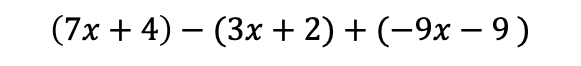 (7x + 4) − (3x + 2) + (−9x − 9 )